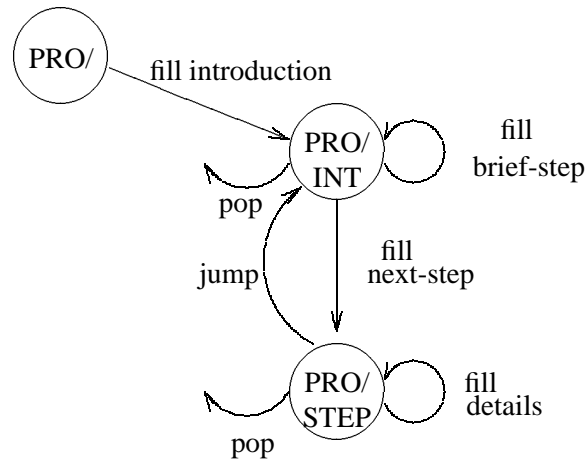 PRO/
fill introduction
PRO/
INT
fill
brief-step
pop
jump
fill
next-step
PRO/
STEP
fill
details
pop